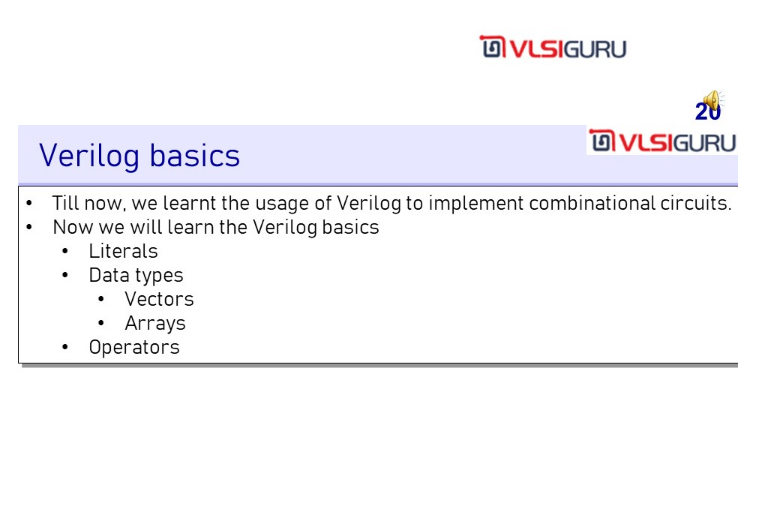 VLSIGURU
20
VLSIGURU
Verilog basics
• Till now, we learnt the usage of Verilog to implement combinational circuits.
• Now we will learn the Verilog basics
• Literals
• Data types
• Vectors
• Arrays
• Operators